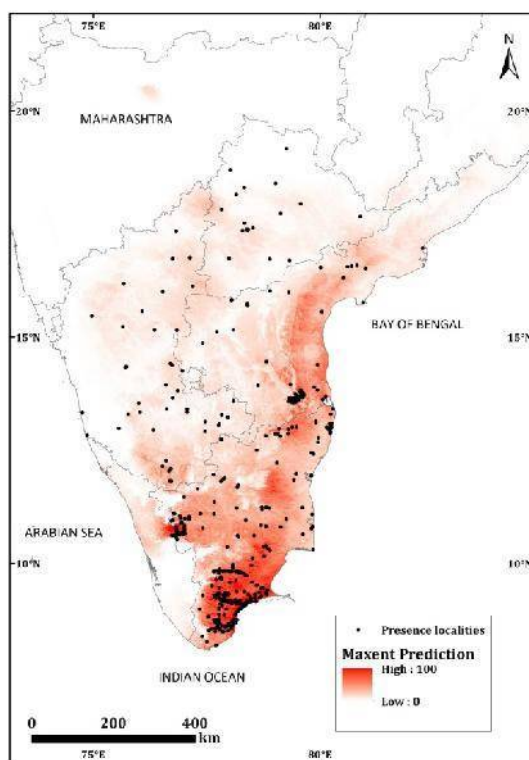 75°E 80°E
N
20°N 20°N
MAHARASHTRA
15°N 15°N
BAY OF BENGAL
ARABIAN SEA
10°N 10°N
Presence localities
Maxent Prediction
High : 100
Low : 0
INDIAN OCEAN
0 200 400
km
75°E 80°E